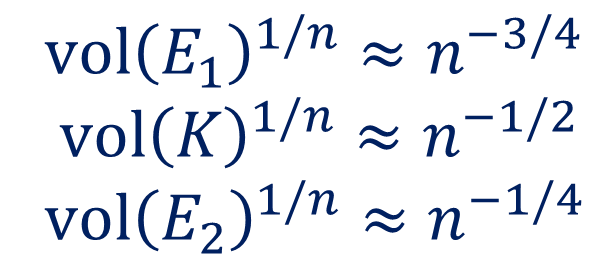 vol(𝐸₁)^{1/𝑛} ≈ 𝑛^{−3/4}
vol(𝐾)^{1/𝑛} ≈ 𝑛^{−1/2}
vol(𝐸₂)^{1/𝑛} ≈ 𝑛^{−1/4}